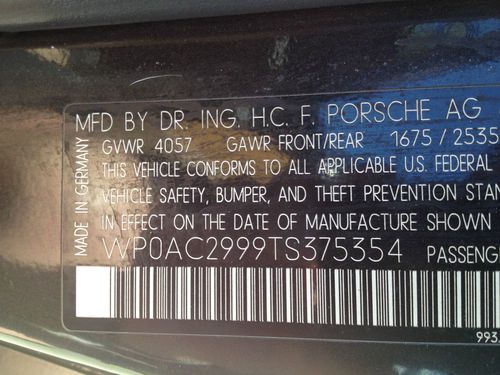 MFD BY DR. ING. H.C. F. PORSCHE AG
GVWR 4057 GAWR FRONT/REAR 1675 / 2535
THIS VEHICLE CONFORMS TO ALL APPLICABLE U.S. FEDERAL
VEHICLE SAFETY, BUMPER, AND THEFT PREVENTION STAN
IN EFFECT ON THE DATE OF MANUFACTURE SHOWN
WP0AC2999TS375354 PASSENG
993.
MADE IN GERMANY